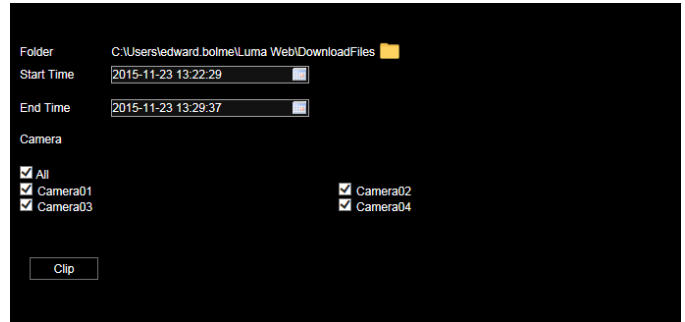 Folder C:\Users\edward.bolme\Luma Web\DownloadFiles
Start Time 2015-11-23 13:22:29
End Time 2015-11-23 13:29:37
Camera
All
Camera01 Camera02
Camera03 Camera04
Clip